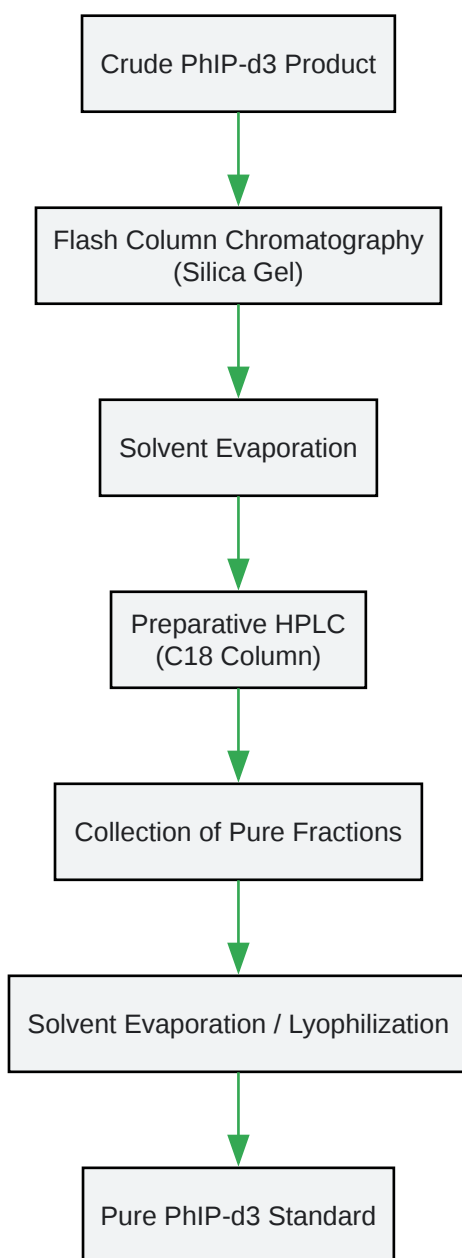 Crude PhIP-d3 Product
Flash Column Chromatography
(Silica Gel)
Solvent Evaporation
Preparative HPLC
(C18 Column)
Collection of Pure Fractions
Solvent Evaporation / Lyophilization
Pure PhIP-d3 Standard